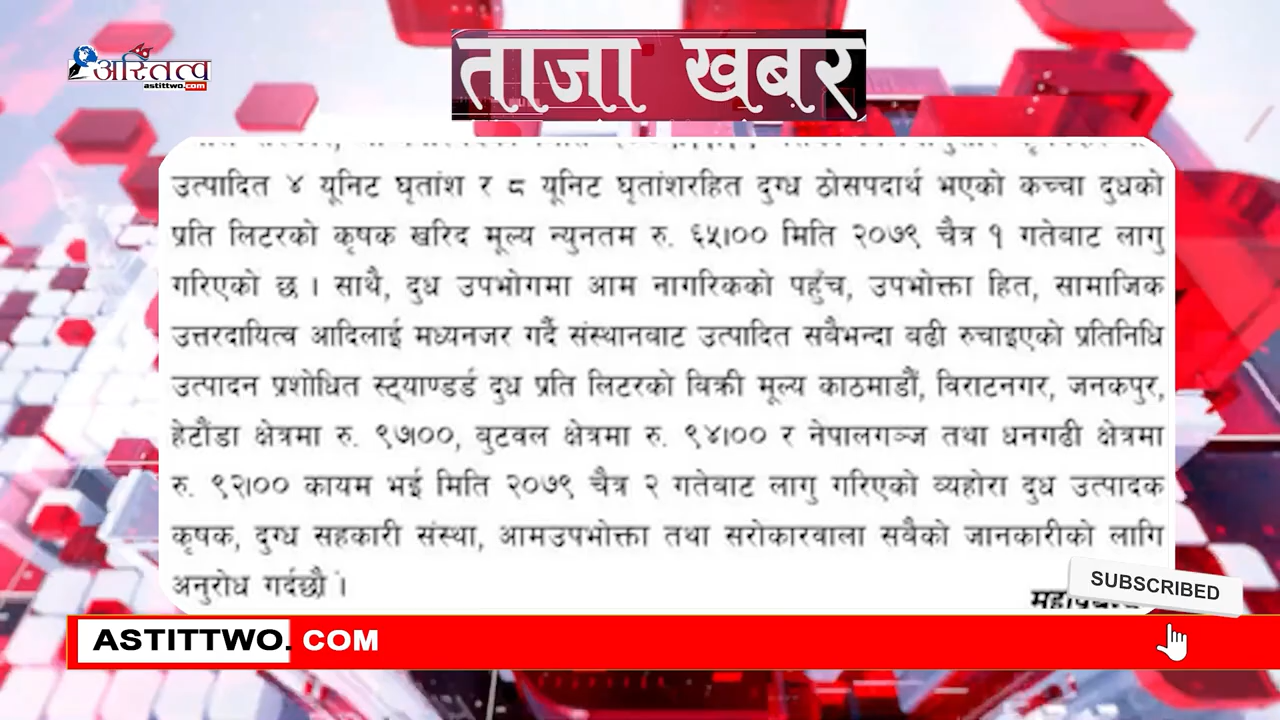 अस्तित्व
astittwo.com
ताजा खबर
उत्पादित ४ यूनिट घृतांश र ८ यूनिट घृतांशरहित दुग्ध ठोसपदार्थ भएको कच्चा दुधको
प्रति लिटरको कृषक खरिद मूल्य न्युनतम रु. ६५।०० मिति २०७९ चैत्र १ गतेबाट लागु
गरिएको छ । साथै, दुध उपभोगमा आम नागरिकको पहुँच, उपभोक्ता हित, सामाजिक
उत्तरदायित्व आदिलाई मध्यनजर गर्दै संस्थानबाट उत्पादित सबैभन्दा बढी रुचाइएको प्रतिनिधि
उत्पादन प्रशोधित स्ट्याण्डर्ड दुध प्रति लिटरको बिक्री मूल्य काठमाडौं, बिराटनगर, जनकपुर,
हेटौंडा क्षेत्रमा रु. ९७।००, बुटवल क्षेत्रमा रु. ९४।०० र नेपालगञ्ज तथा धनगढी क्षेत्रमा
रु. ९२।०० कायम भई मिति २०७९ चैत्र २ गतेबाट लागु गरिएको व्यहोरा दुध उत्पादक
कृषक, दुग्ध सहकारी संस्था, आमउपभोक्ता तथा सरोकारवाला सबैको जानकारीको लागि
अनुरोध गर्दछौं ।
SUBSCRIBED
ASTITTWO. COM